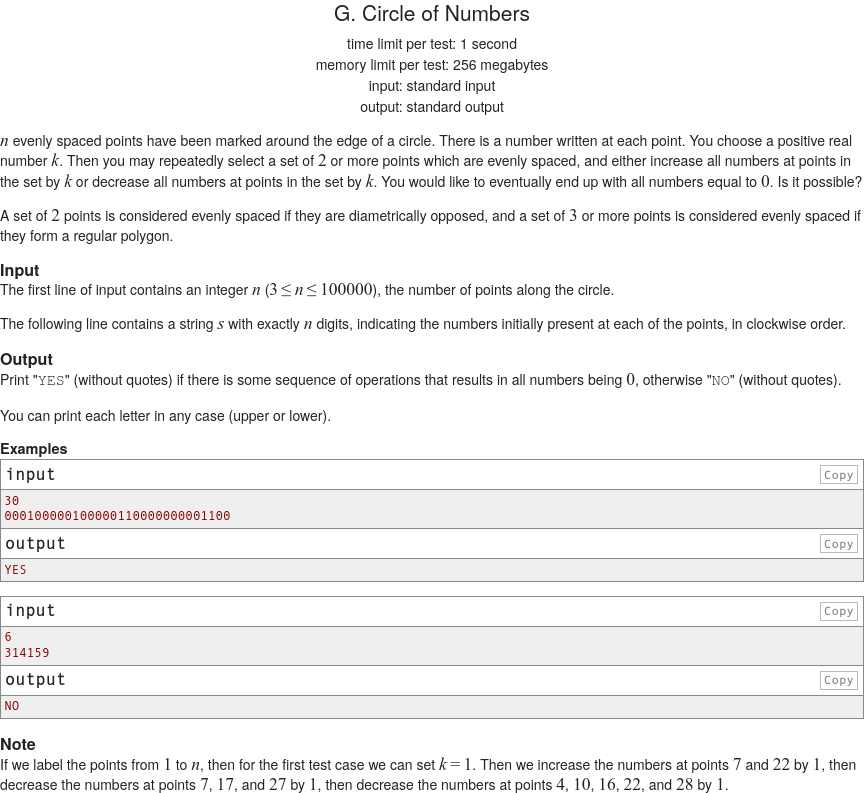 G. Circle of Numbers
time limit per test: 1 second
memory limit per test: 256 megabytes
input: standard input
output: standard output
n evenly spaced points have been marked around the edge of a circle. There is a number written at each point. You choose a positive real
number k. Then you may repeatedly select a set of 2 or more points which are evenly spaced, and either increase all numbers at points in
the set by k or decrease all numbers at points in the set by k. You would like to eventually end up with all numbers equal to 0. Is it possible?
A set of 2 points is considered evenly spaced if they are diametrically opposed, and a set of 3 or more points is considered evenly spaced if
they form a regular polygon.
Input
The first line of input contains an integer n (3 ≤ n ≤ 100000), the number of points along the circle.
The following line contains a string s with exactly n digits, indicating the numbers initially present at each of the points, in clockwise order.
Output
Print "YES" (without quotes) if there is some sequence of operations that results in all numbers being 0, otherwise "NO" (without quotes).
You can print each letter in any case (upper or lower).
Examples
input Copy
30
000100000100000110000000001100
output Copy
YES
input Copy
6
314159
output Copy
NO
Note
If we label the points from 1 to n, then for the first test case we can set k = 1. Then we increase the numbers at points 7 and 22 by 1, then
decrease the numbers at points 7, 17, and 27 by 1, then decrease the numbers at points 4, 10, 16, 22, and 28 by 1.